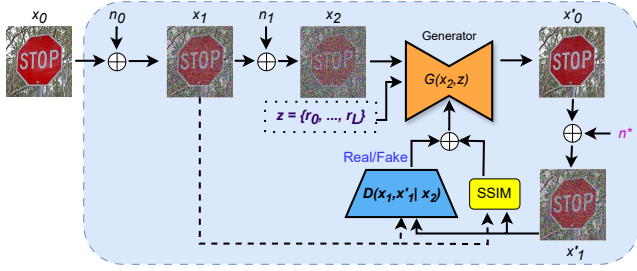 x0 n0 x1 n1 x2 Generator x'0
STOP STOP STOP G(x2,z) STOP
z = {r0, ..., rL}
n*
Real/Fake
D(x1,x'1| x2) SSIM STOP
x'1